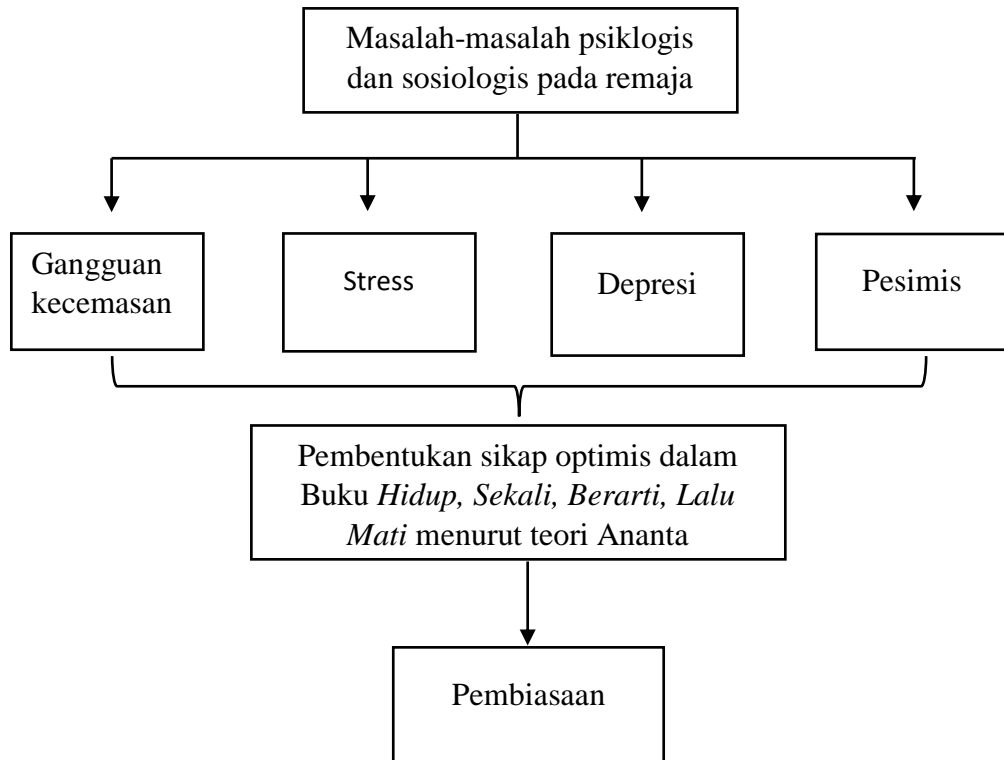 Masalah-masalah psiklogis
dan sosiologis pada remaja
Gangguan
kecemasan
Stress
Depresi
Pesimis
Pembentukan sikap optimis dalam
Buku Hidup, Sekali, Berarti, Lalu
Mati menurut teori Ananta
Pembiasaan